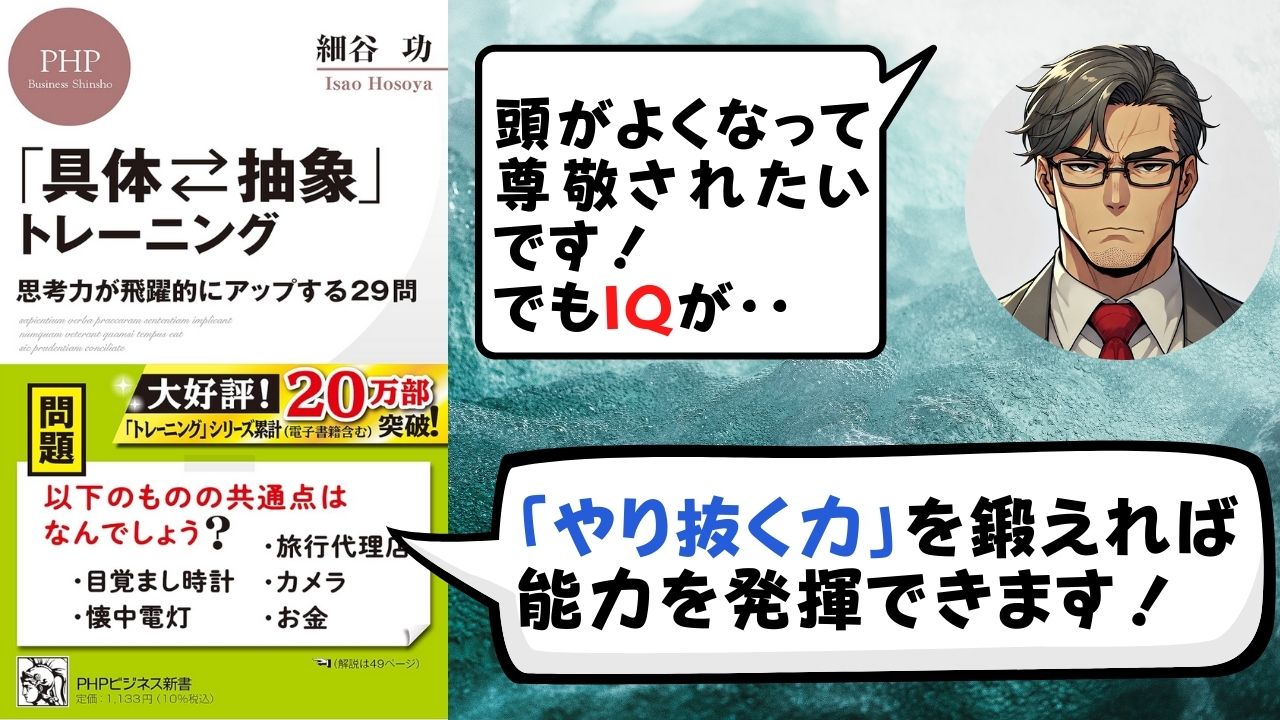 PHP
Business Shinsho
細谷 功
Isao Hosoya
「具体⇄抽象」
トレーニング
思考力が飛躍的にアップする29問
sapientium verba praeclaram sententiam implicant
numquam veterant quamsi tempus eat
sic prudentiam conciliate
大好評!20万部
「トレーニング」シリーズ累計(電子書籍含む)突破!
問題
以下のものの共通点は
なんでしょう?
・目覚まし時計
・懐中電灯
・旅行代理店
・カメラ
・お金
(解説は49ページ)
PHPビジネス新書
定価:1,133円(10%税込)
頭がよくなって
尊敬されたい
です!
でもIQが・・
「やり抜く力」を鍛えれば
能力を発揮できます!